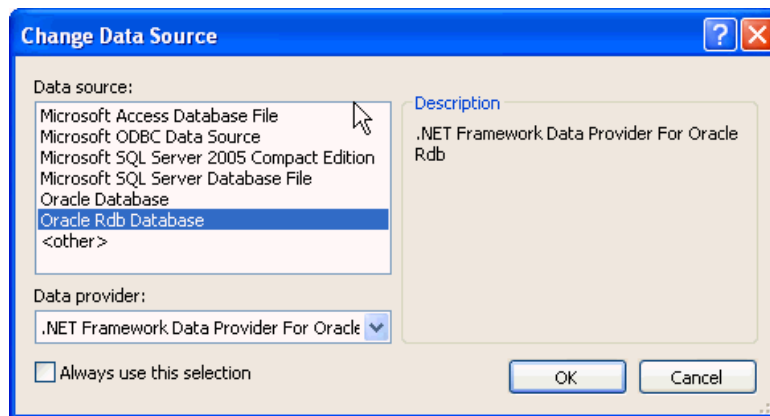 Change Data Source
Data source:
Microsoft Access Database File
Microsoft ODBC Data Source
Microsoft SQL Server 2005 Compact Edition
Microsoft SQL Server Database File
Oracle Database
Oracle Rdb Database
<other>
Description
.NET Framework Data Provider For Oracle
Rdb
Data provider:
.NET Framework Data Provider For Oracle
Always use this selection
OK
Cancel